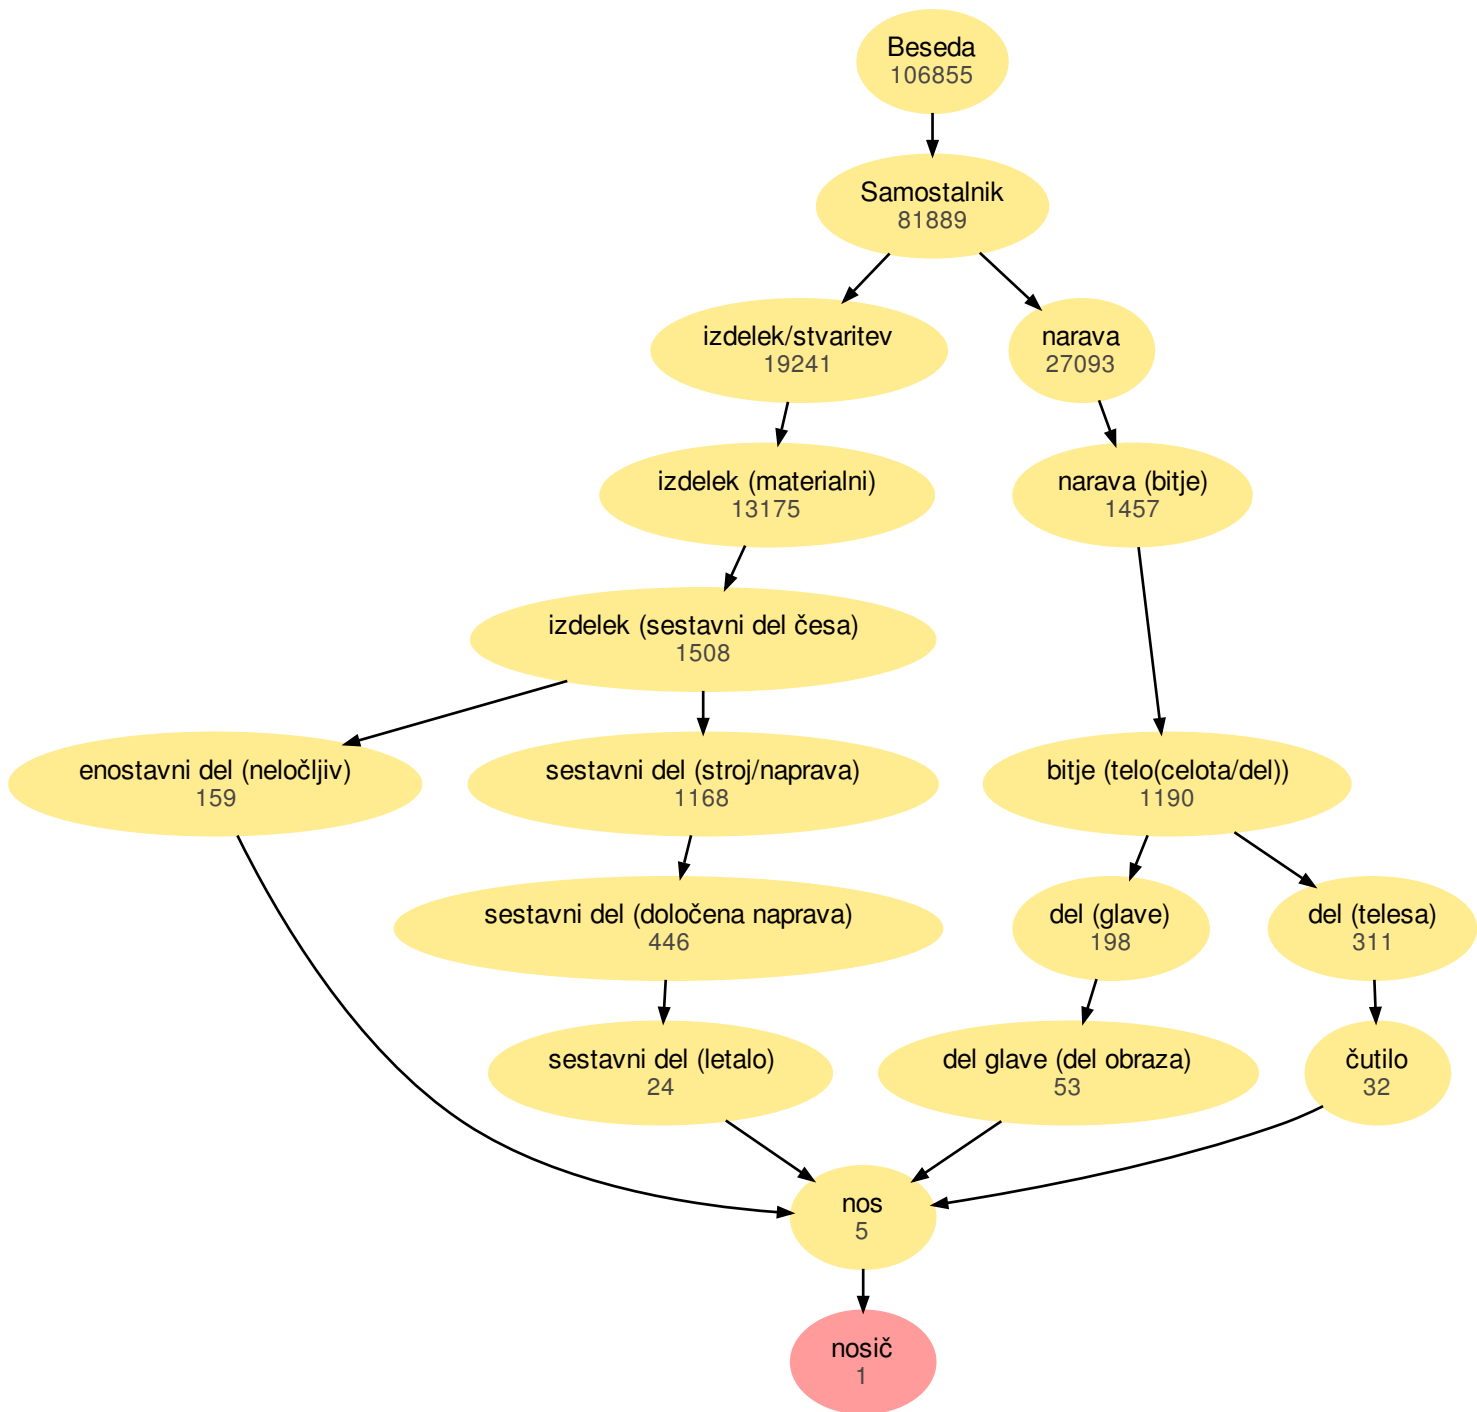 Beseda
106855
Samostalnik
81889
izdelek/stvaritev
19241
narava
27093
izdelek (materialni)
13175
narava (bitje)
1457
izdelek (sestavni del česa)
1508
enostavni del (neločljiv)
159
sestavni del (stroj/naprava)
1168
bitje (telo(celota/del))
1190
sestavni del (določena naprava)
446
del (glave)
198
del (telesa)
311
sestavni del (letalo)
24
del glave (del obraza)
53
čutilo
32
nos
5
nosič
1